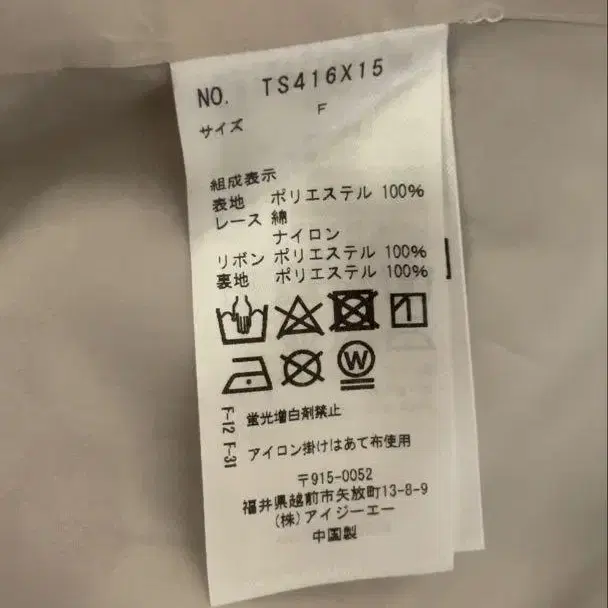 NO. TS416X15
サイズ F
組成表示
表地 ポリエステル 100%
レース 綿
ナイロン
リボン ポリエステル 100%
裏地 ポリエステル 100%
W
F-12 F-31
蛍光増白剤禁止
アイロン掛けはあて布使用
〒915-0052
福井県越前市矢放町13-8-9
(株)アイジーエー
中国製